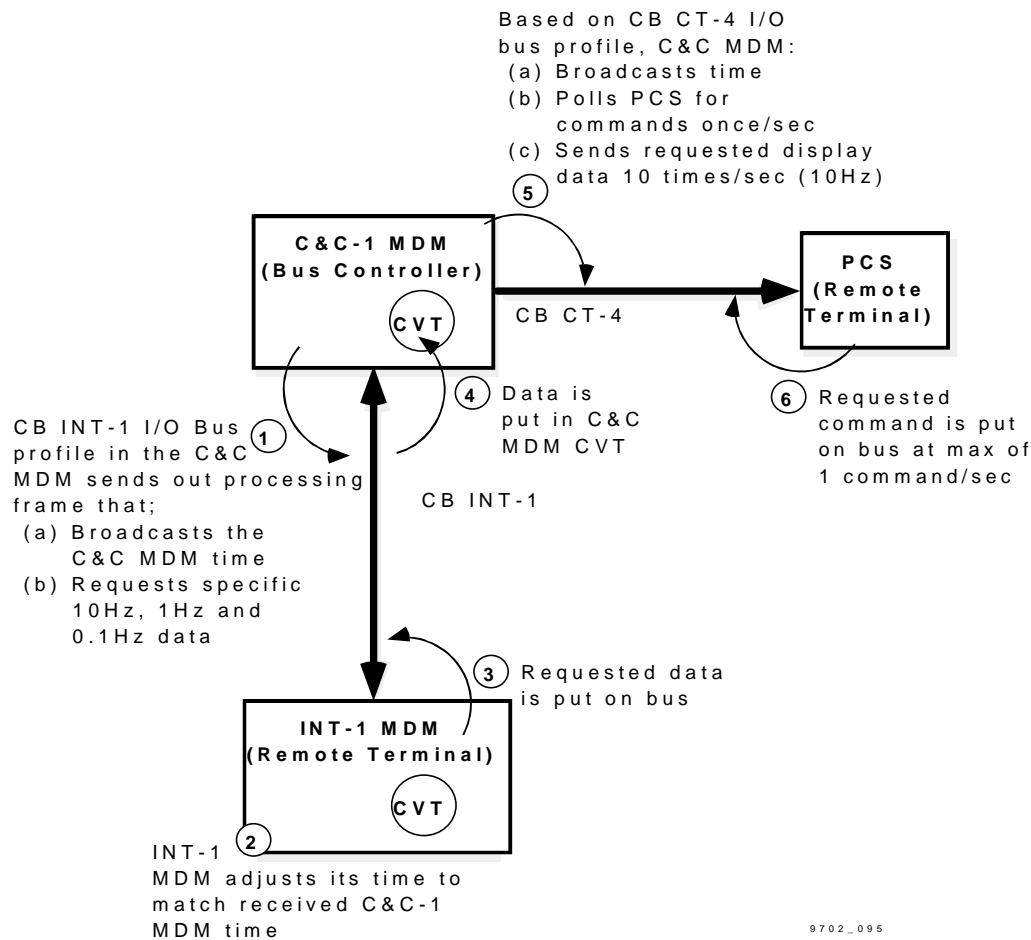 Based on CB CT-4 I/O
bus profile, C&C MDM:
(a) Broadcasts time
(b) Polls PCS for
commands once/sec
(c) Sends requested display
data 10 times/sec (10Hz)
5
C&C-1 MDM
(Bus Controller)
CVT
PCS
(Remote
Terminal)
CB CT-4
4
Data is
put in C&C
MDM CVT
6
Requested
command is put
on bus at max of
1 command/sec
1
CB INT-1 I/O Bus
profile in the C&C
MDM sends out processing
frame that;
(a) Broadcasts the
C&C MDM time
(b) Requests specific
10Hz, 1Hz and
0.1Hz data
CB INT-1
3
Requested data
is put on bus
INT-1 MDM
(Remote Terminal)
CVT
2
INT-1
MDM adjusts its time to
match received C&C-1
MDM time
9702_095